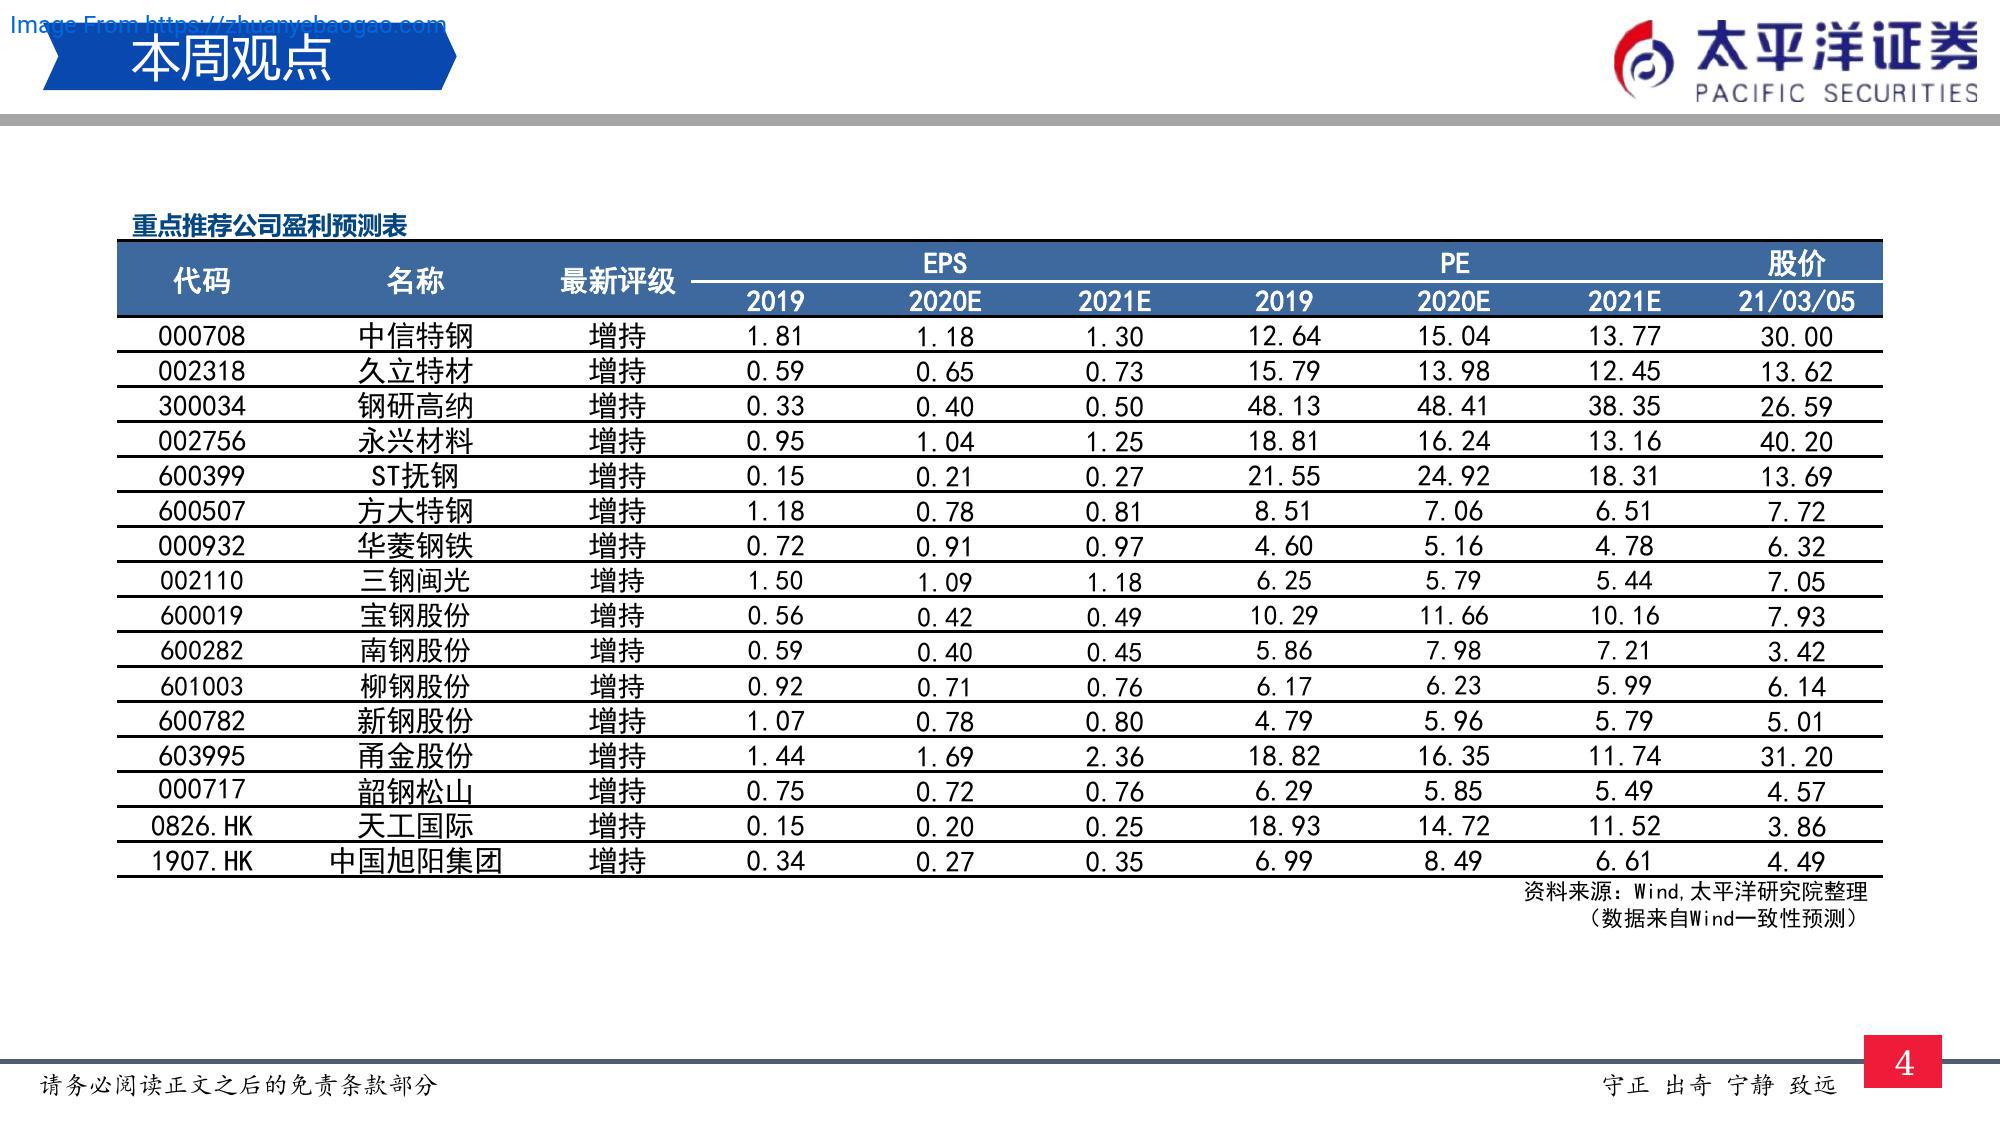 Image From https://zhuanyebaogao.com
本周观点
太平洋证券
PACIFIC SECURITIES
重点推荐公司盈利预测表
代码 名称 最新评级 EPS PE 股价
2019 2020E 2021E 2019 2020E 2021E 21/03/05
000708 中信特钢 增持 1.81 1.18 1.30 12.64 15.04 13.77 30.00
002318 久立特材 增持 0.59 0.65 0.73 15.79 13.98 12.45 13.62
300034 钢研高纳 增持 0.33 0.40 0.50 48.13 48.41 38.35 26.59
002756 永兴材料 增持 0.95 1.04 1.25 18.81 16.24 13.16 40.20
600399 ST抚钢 增持 0.15 0.21 0.27 21.55 24.92 18.31 13.69
600507 方大特钢 增持 1.18 0.78 0.81 8.51 7.06 6.51 7.72
000932 华菱钢铁 增持 0.72 0.91 0.97 4.60 5.16 4.78 6.32
002110 三钢闽光 增持 1.50 1.09 1.18 6.25 5.79 5.44 7.05
600019 宝钢股份 增持 0.56 0.42 0.49 10.29 11.66 10.16 7.93
600282 南钢股份 增持 0.59 0.40 0.45 5.86 7.98 7.21 3.42
601003 柳钢股份 增持 0.92 0.71 0.76 6.17 6.23 5.99 6.14
600782 新钢股份 增持 1.07 0.78 0.80 4.79 5.96 5.79 5.01
603995 甬金股份 增持 1.44 1.69 2.36 18.82 16.35 11.74 31.20
000717 韶钢松山 增持 0.75 0.72 0.76 6.29 5.85 5.49 4.57
0826.HK 天工国际 增持 0.15 0.20 0.25 18.93 14.72 11.52 3.86
1907.HK 中国旭阳集团 增持 0.34 0.27 0.35 6.99 8.49 6.61 4.49
资料来源：Wind,太平洋研究院整理
（数据来自Wind一致性预测）
请务必阅读正文之后的免责条款部分
守正 出奇 宁静 致远
4